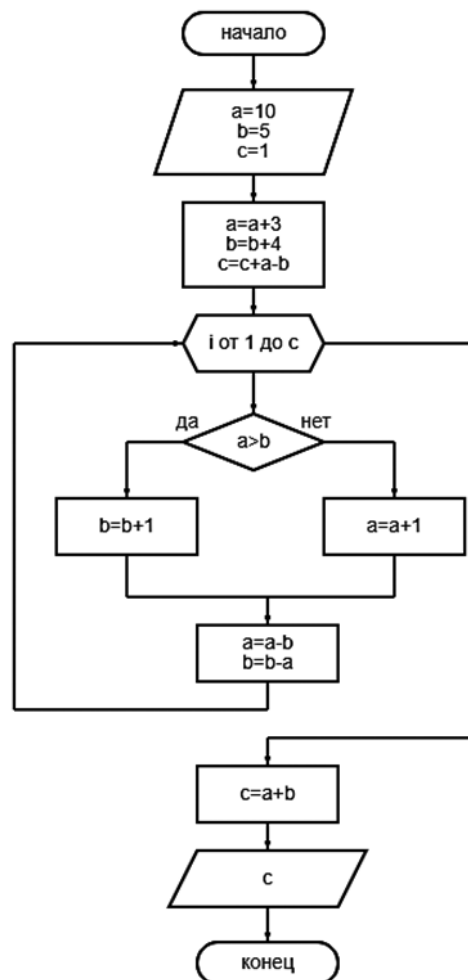 начало
a=10
b=5
c=1
a=a+3
b=b+4
c=c+a-b
i от 1 до c
да
нет
a>b
b=b+1
a=a+1
a=a-b
b=b-a
c=a+b
c
конец